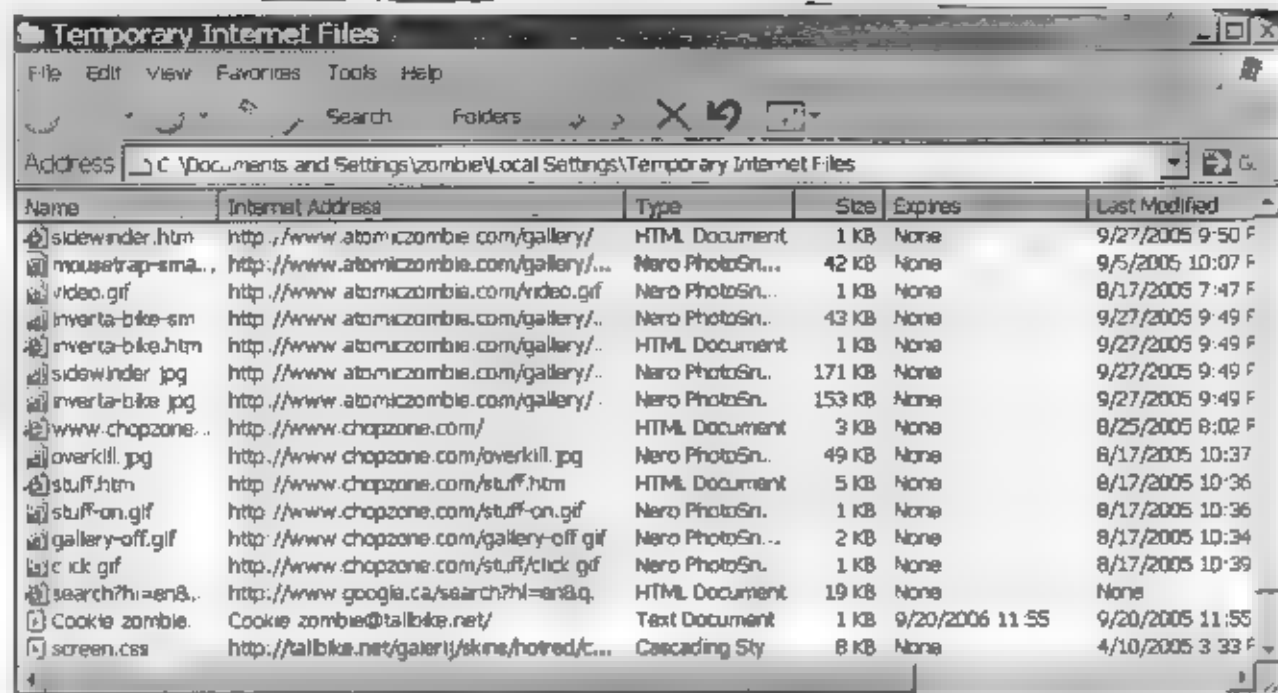 Temporary Internet Files
File Edit View Favorites Tools Help
Search Folders
Address C:\Documents and Settings\zombie\Local Settings\Temporary Internet Files
Name Internet Address Type Size Expires Last Modified
sidewinder.htm http://www.atomiczombie.com/gallery/ HTML Document 1 KB None 9/27/2005 9:50 P
mousetrap-sma... http://www.atomiczombie.com/gallery/... Nero PhotoSn... 42 KB None 9/5/2005 10:07 P
video.gif http://www.atomiczombie.com/video.gif Nero PhotoSn... 1 KB None 8/17/2005 7:47 P
inverta-bike-sm http://www.atomiczombie.com/gallery/.. Nero PhotoSn.. 43 KB None 9/27/2005 9:49 P
inverta-bike.htm http://www.atomiczombie.com/gallery/.. HTML Document 1 KB None 9/27/2005 9:49 P
sidewinder.jpg http://www.atomiczombie.com/gallery/.. Nero PhotoSn.. 171 KB None 9/27/2005 9:49 P
inverta-bike.jpg http://www.atomiczombie.com/gallery/.. Nero PhotoSn.. 153 KB None 9/27/2005 9:49 P
www.chopzone... http://www.chopzone.com/ HTML Document 3 KB None 8/25/2005 8:02 P
overkill.jpg http://www.chopzone.com/overkill.jpg Nero PhotoSn.. 49 KB None 8/17/2005 10:37
stuff.htm http://www.chopzone.com/stuff.htm HTML Document 5 KB None 8/17/2005 10:36
stuff-on.gif http://www.chopzone.com/stuff-on.gif Nero PhotoSn.. 1 KB None 8/17/2005 10:36
gallery-off.gif http://www.chopzone.com/gallery-off.gif Nero PhotoSn... 2 KB None 8/17/2005 10:34
click.gif http://www.chopzone.com/stuff/click.gif Nero PhotoSn.. 1 KB None 8/17/2005 10:39
search?hl=en&.. http://www.google.ca/search?hl=en&q. HTML Document 19 KB None None
Cookie:zombie. Cookie:zombie@tallbike.net/ Text Document 1 KB 9/20/2006 11:55 9/20/2006 11:55
screen.css http://tallbike.net/galerij/skins/hotred/c... Cascading Sty 8 KB None 4/10/2005 3:33 P